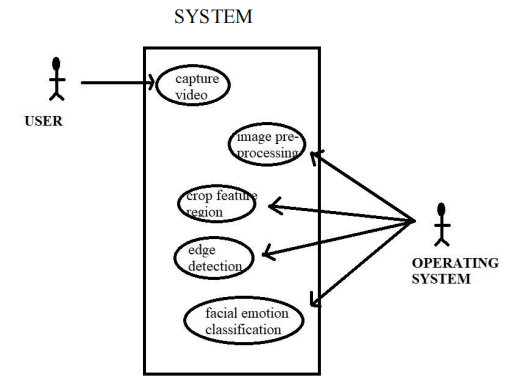 SYSTEM
capture
video
USER
image pre-
processing
crop feature
region
edge
detection
OPERATING
SYSTEM
facial emotion
classification